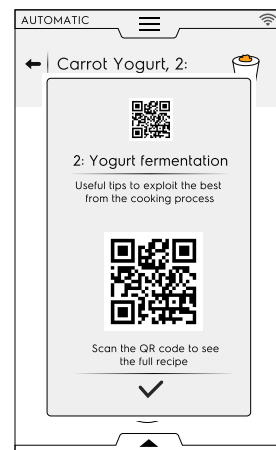 AUTOMATIC
Carrot Yogurt, 2:
2: Yogurt fermentation
Useful tips to exploit the best
from the cooking process
Scan the QR code to see
the full recipe